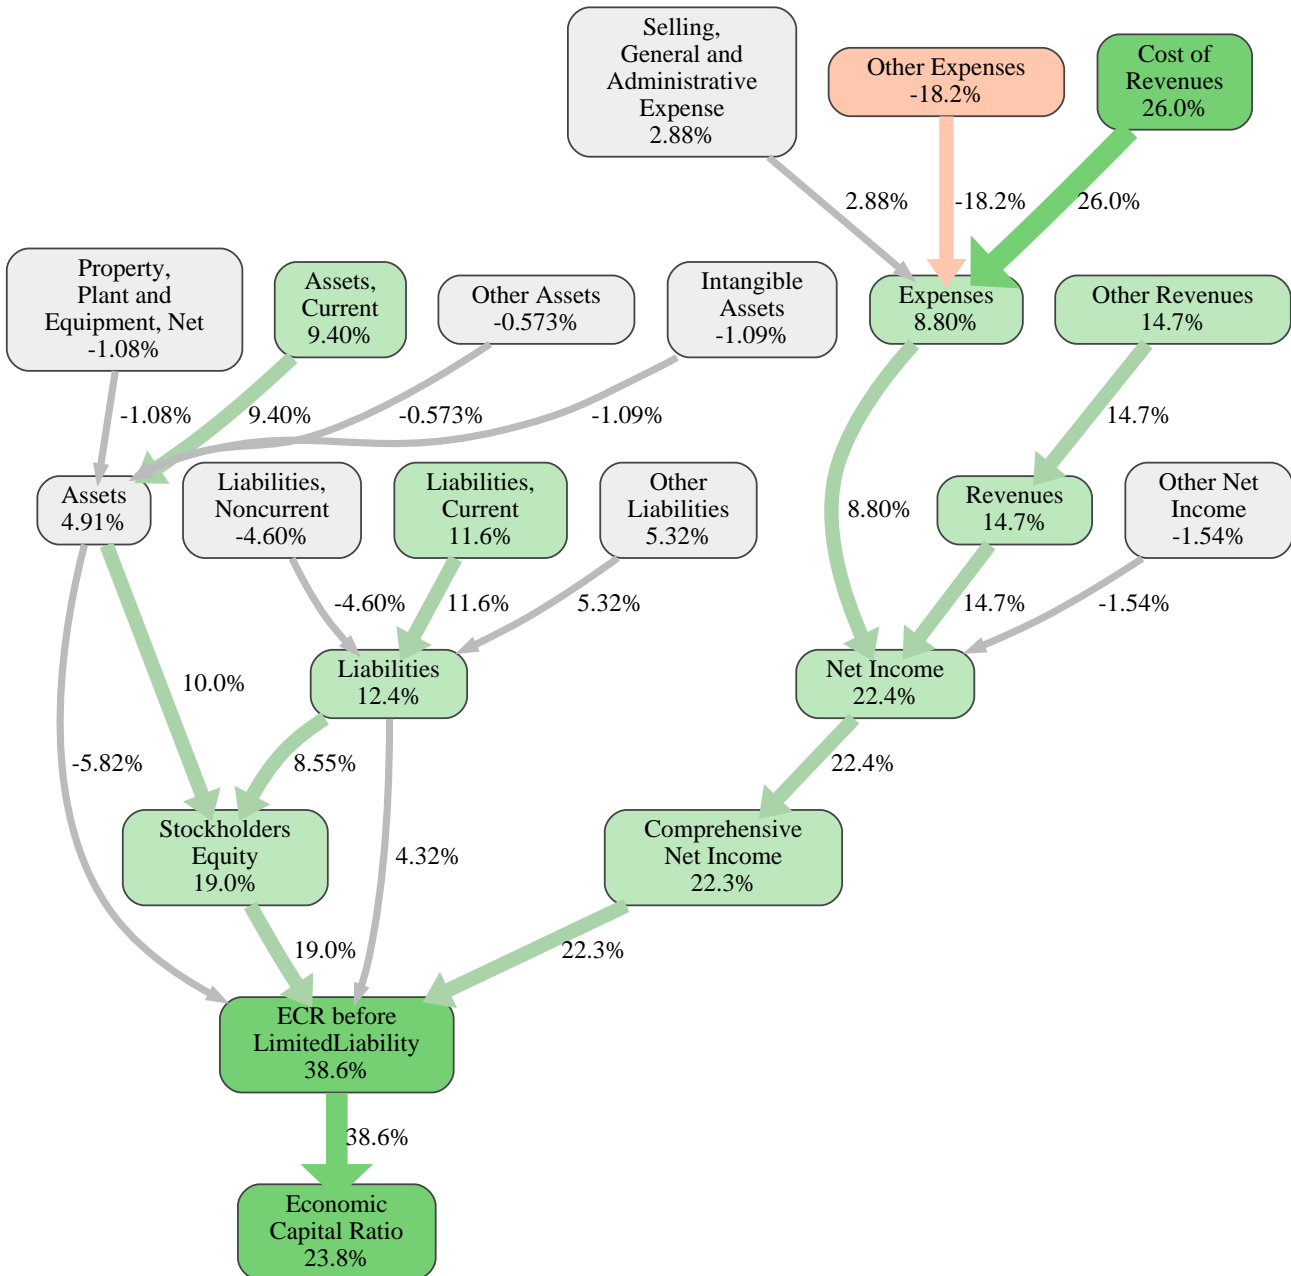 Selling,
General and
Administrative
Expense
2.88%
Other Expenses
-18.2%
Cost of
Revenues
26.0%
2.88%
-18.2%
26.0%
Property,
Plant and
Equipment, Net
-1.08%
Assets,
Current
9.40%
Other Assets
-0.573%
Intangible
Assets
-1.09%
Expenses
8.80%
Other Revenues
14.7%
-1.08%
9.40%
-0.573%
-1.09%
14.7%
Assets
4.91%
Liabilities,
Noncurrent
-4.60%
Liabilities,
Current
11.6%
Other
Liabilities
5.32%
8.80%
Revenues
14.7%
Other Net
Income
-1.54%
-4.60%
11.6%
5.32%
14.7%
-1.54%
10.0%
Liabilities
12.4%
Net Income
22.4%
-5.82%
8.55%
22.4%
Stockholders
Equity
19.0%
4.32%
Comprehensive
Net Income
22.3%
19.0%
22.3%
ECR before
LimitedLiability
38.6%
38.6%
Economic
Capital Ratio
23.8%